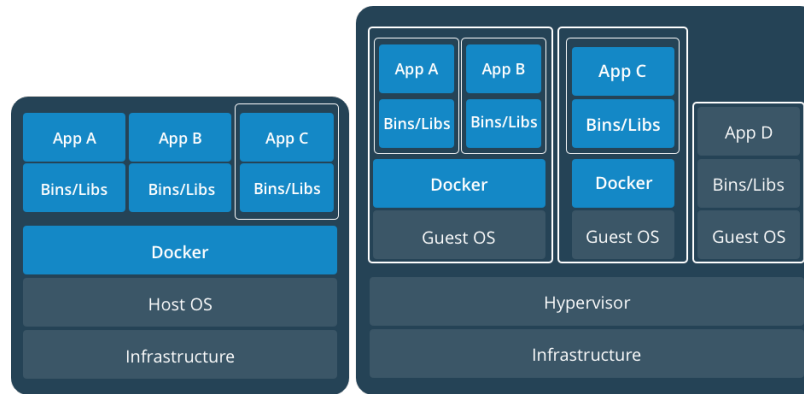 App A App B App C
Bins/Libs Bins/Libs Bins/Libs
Docker
Host OS
Infrastructure
App A App B
Bins/Libs Bins/Libs
Docker
Guest OS
App C
Bins/Libs
Docker
Guest OS
App D
Bins/Libs
Guest OS
Hypervisor
Infrastructure